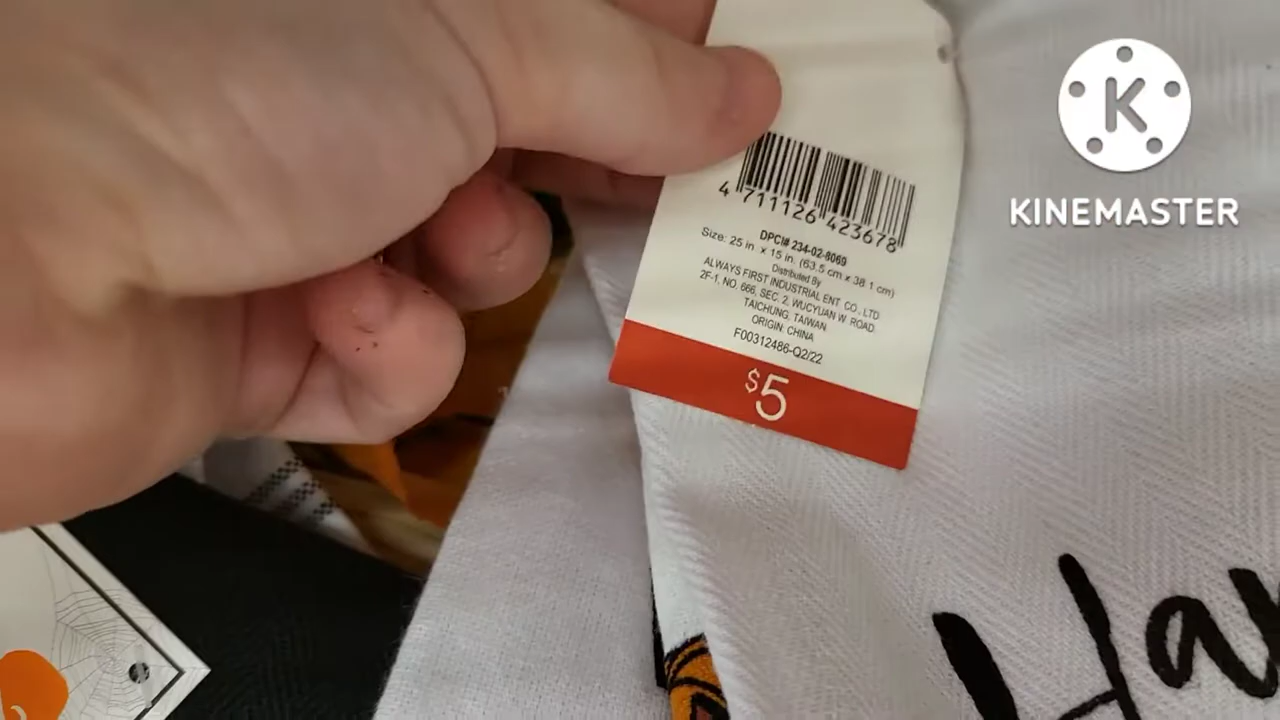 K
KINEMASTER
4 711126 423678
DPCI# 234-02-8069
Size: 25 in. x 15 in. (63.5 cm x 38.1 cm)
Distributed By
ALWAYS FIRST INDUSTRIAL ENT. CO., LTD
2F-1, NO. 666, SEC. 2, WUCYUAN W. ROAD
TAICHUNG, TAIWAN
ORIGIN: CHINA
F00312486-Q2/22
$5
Ha